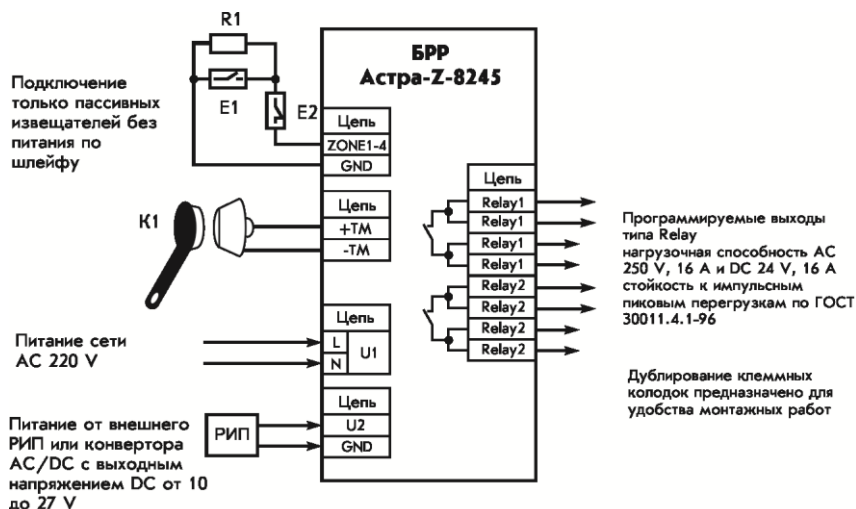 R1
БРР
Астра-Z-8245
Подключение
только пассивных
извещателей без
питания по
шлейфу
E1
E2
Цепь
ZONE1-4
GND
K1
Цепь
+TM
-TM
Питание сети
AC 220 V
Цепь
L
N
U1
Питание от внешнего
РИП или конвертора
AC/DC с выходным
напряжением DC от 10
до 27 V
РИП
Цепь
U2
GND
Цепь
Relay1
Relay1
Relay1
Relay1
Relay2
Relay2
Relay2
Relay2
Программируемые выходы
типа Relay
нагрузочная способность AC
250 V, 16 A и DC 24 V, 16 A
стойкость к импульсным
пиковым перегрузкам по ГОСТ
30011.4.1-96
Дублирование клеммных
колодок предназначено для
удобства монтажных работ